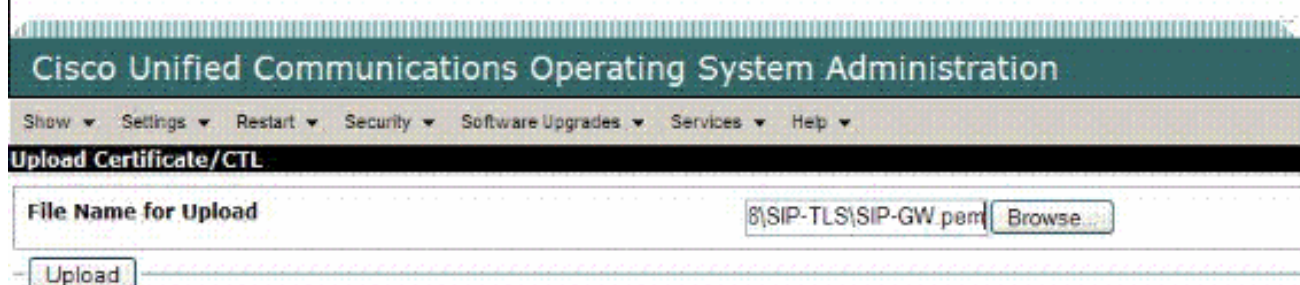 Cisco Unified Communications Operating System Administration
Show Settings Restart Security Software Upgrades Services Help
Upload Certificate/CTL
File Name for Upload 8\SIP-TLS\SIP-GW.pem Browse...
Upload